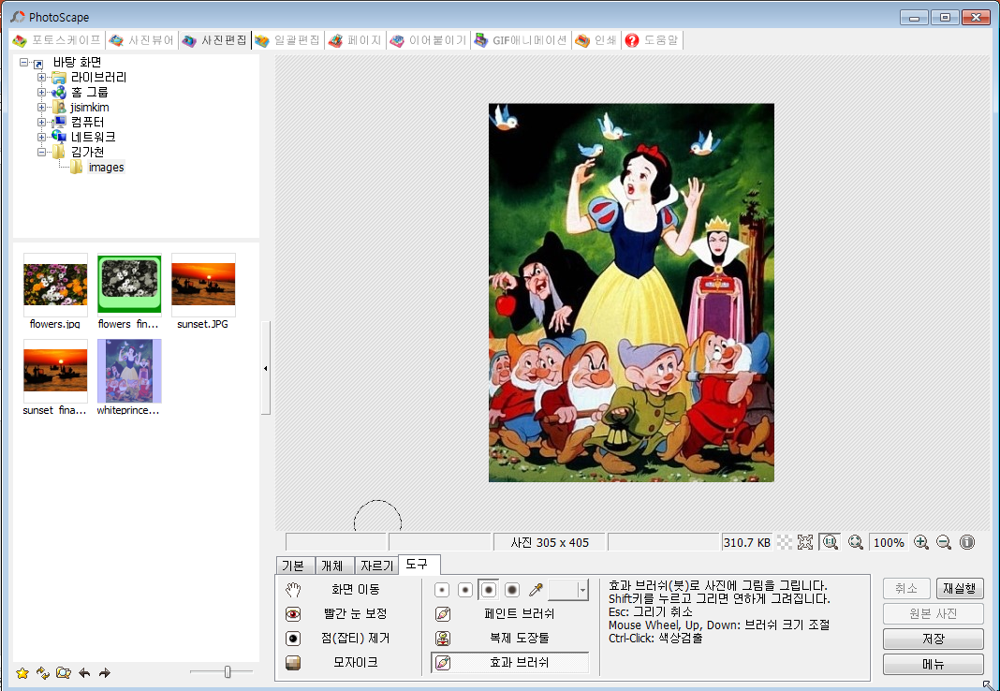 PhotoScape
포토스케이프 사진뷰어 사진편집 일괄편집 페이지 이어붙이기 GIF애니메이션 인쇄 도움말
바탕 화면
라이브러리
홈 그룹
jisimkim
컴퓨터
네트워크
김가천
images
flowers.jpg flowers_fin... sunset.JPG
sunset_fina... whiteprince...
사진 305 x 405 310.7 KB 100%
기본 개체 자르기 도구
화면 이동
빨간 눈 보정
점(잡티) 제거
모자이크
페인트 브러쉬
복제 도장툴
효과 브러쉬
효과 브러쉬(붓)로 사진에 그림을 그립니다.
Shift키를 누르고 그리면 연하게 그려집니다.
Esc: 그리기 취소
Mouse Wheel, Up, Down: 브러쉬 크기 조절
Ctrl-Click: 색상검출
취소 재실행
원본 사진
저장
메뉴